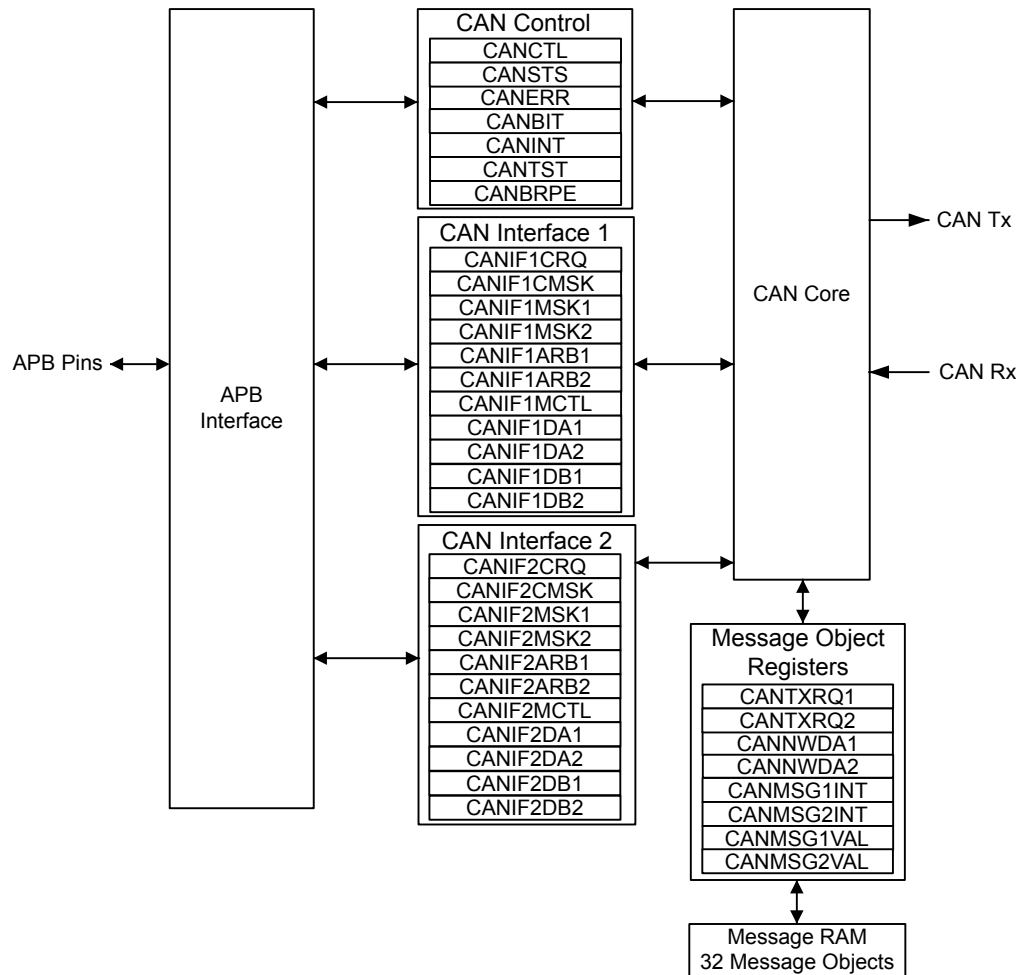 CAN Control
CANCTL
CANSTS
CANERR
CANBIT
CANINT
CANTST
CANBRPE
CAN Interface 1
CANIF1CRQ
CANIF1CMSK
CANIF1MSK1
CANIF1MSK2
CANIF1ARB1
CANIF1ARB2
CANIF1MCTL
CANIF1DA1
CANIF1DA2
CANIF1DB1
CANIF1DB2
CAN Interface 2
CANIF2CRQ
CANIF2CMSK
CANIF2MSK1
CANIF2MSK2
CANIF2ARB1
CANIF2ARB2
CANIF2MCTL
CANIF2DA1
CANIF2DA2
CANIF2DB1
CANIF2DB2
APB Pins
APB
Interface
CAN Core
CAN Tx
CAN Rx
Message Object
Registers
CANTXRQ1
CANTXRQ2
CANNWDA1
CANNWDA2
CANMSG1INT
CANMSG2INT
CANMSG1VAL
CANMSG2VAL
Message RAM
32 Message Objects